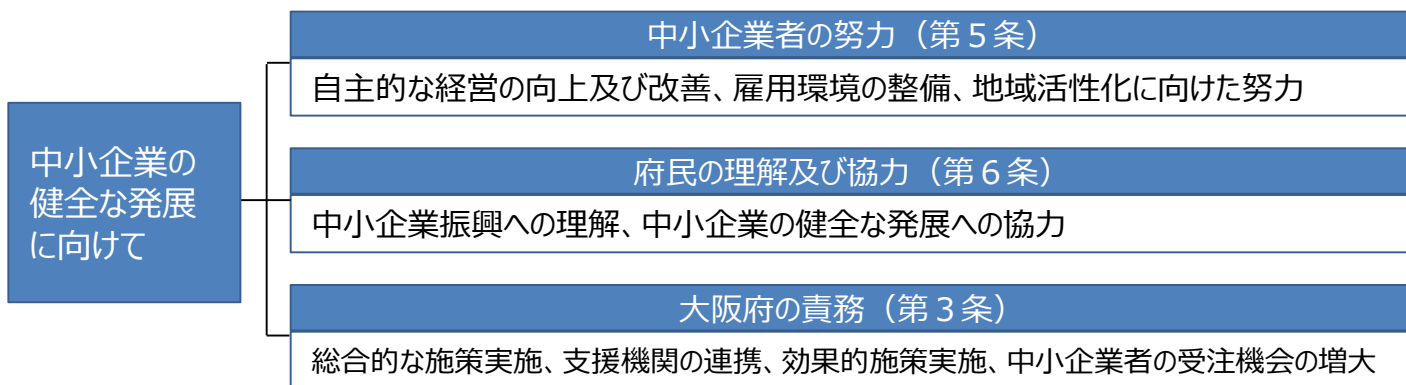 中小企業の
健全な発展
に向けて
中小企業者の努力（第５条）
自主的な経営の向上及び改善、雇用環境の整備、地域活性化に向けた努力
府民の理解及び協力（第６条）
中小企業振興への理解、中小企業の健全な発展への協力
大阪府の責務（第３条）
総合的な施策実施、支援機関の連携、効果的施策実施、中小企業者の受注機会の増大